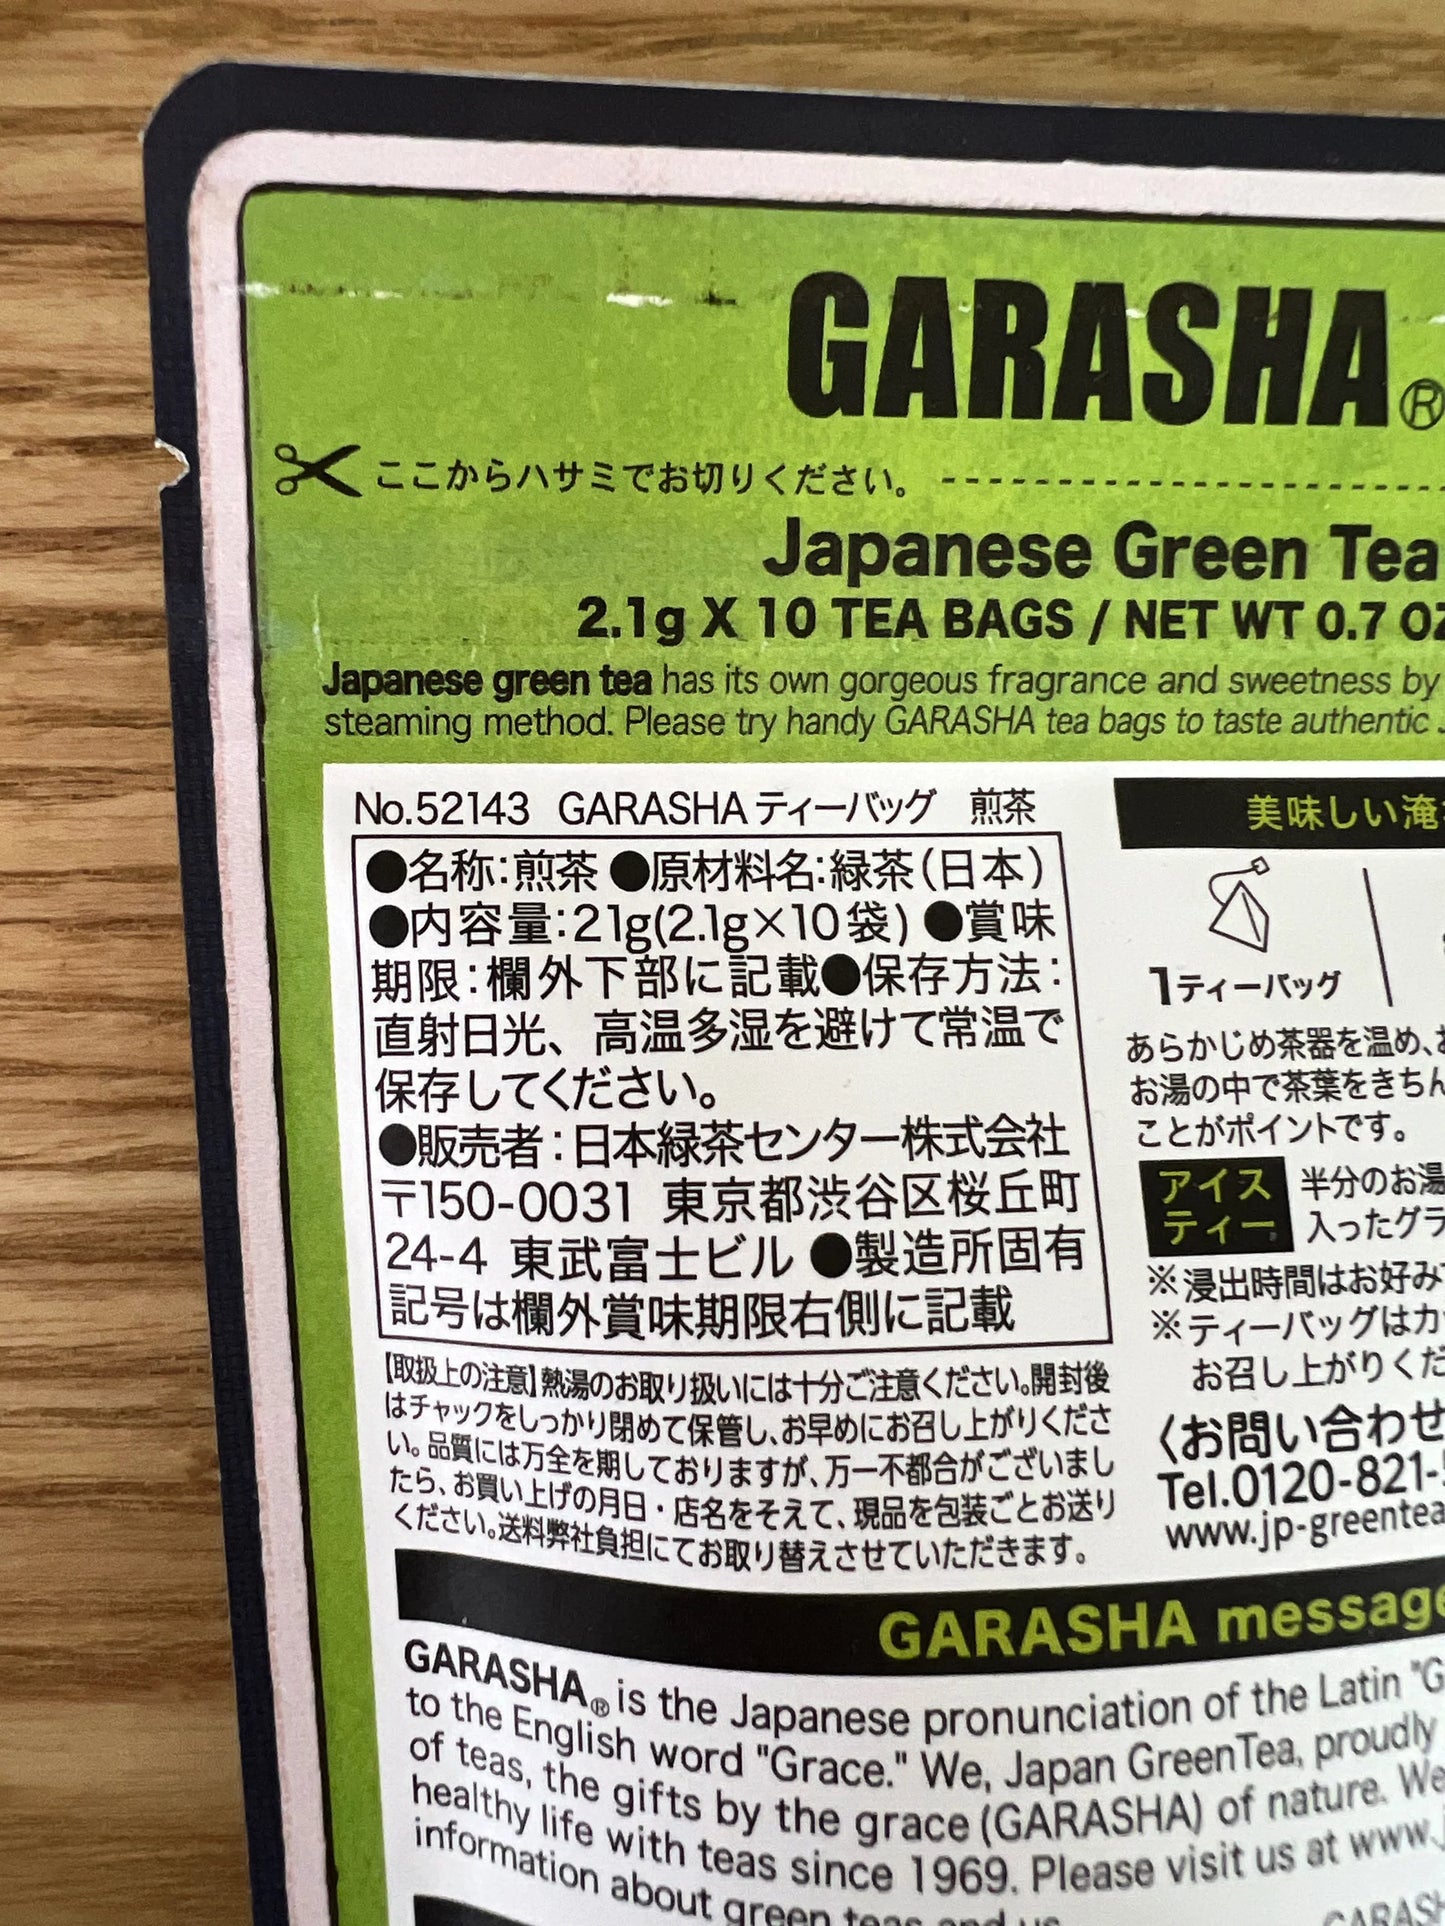 GARASHA®
ここからハサミでお切りください。
Japanese Green Tea
2.1g X 10 TEA BAGS / NET WT 0.7 OZ
Japanese green tea has its own gorgeous fragrance and sweetness by
steaming method. Please try handy GARASHA tea bags to taste authentic
No.52143 GARASHAティーバッグ 煎茶
●名称:煎茶 ●原材料名:緑茶(日本)
●内容量:21g(2.1g×10袋) ●賞味
期限:欄外下部に記載●保存方法:
直射日光、高温多湿を避けて常温で
保存してください。
●販売者:日本緑茶センター株式会社
〒150-0031 東京都渋谷区桜丘町
24-4 東武富士ビル ●製造所固有
記号は欄外賞味期限右側に記載
【取扱上の注意】熱湯のお取り扱いには十分ご注意ください。開封後
はチャックをしっかり閉めて保管し、お早めにお召し上がりくださ
い。品質には万全を期しておりますが、万一不都合がございまし
たら、お買い上げの月日・店名をそえて、現品を包装ごとお送り
ください。送料弊社負担にてお取り替えさせていただきます。
美味しい淹
1ティーバッグ
あらかじめ茶器を温め、
お湯の中で茶葉をきちん
ことがポイントです。
アイス
ティー
半分のお湯
入ったグラ
※浸出時間はお好み
※ティーバッグはカ
お召し上がりくだ
〈お問い合わせ
Tel.0120-821-
www.jp-greentea
GARASHA message
GARASHA® is the Japanese pronunciation of the Latin "G
to the English word "Grace." We, Japan GreenTea, proudly
of teas, the gifts by the grace (GARASHA) of nature. We
healthy life with teas since 1969. Please visit us at www.
information about green teas and us.
GARASH